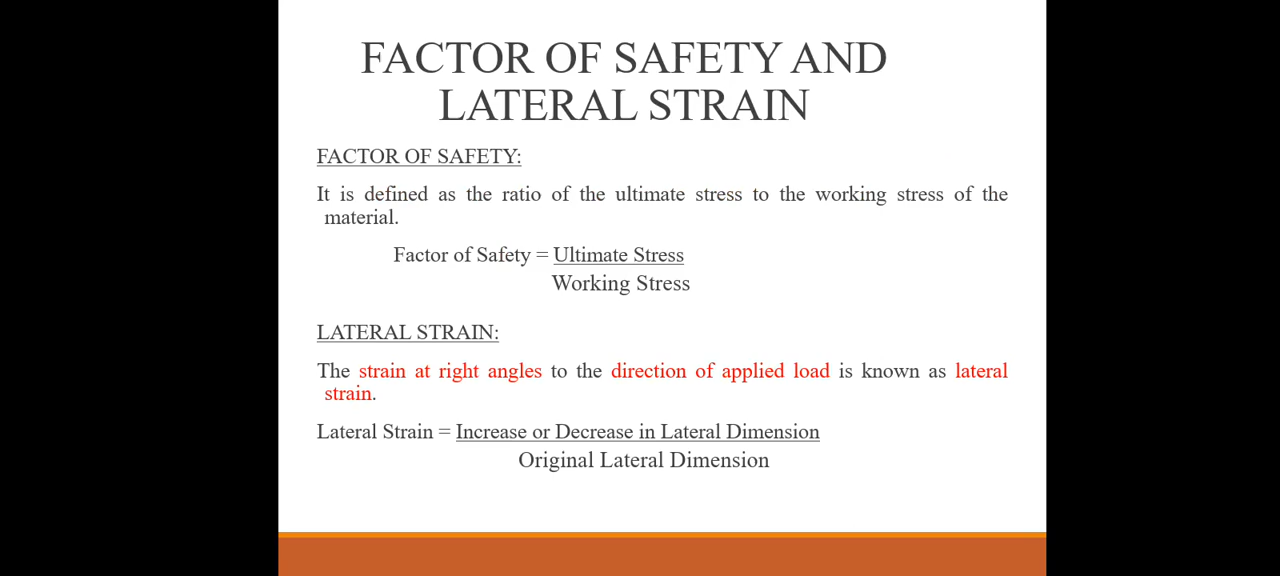 FACTOR OF SAFETY AND
LATERAL STRAIN
FACTOR OF SAFETY:
It is defined as the ratio of the ultimate stress to the working stress of the
material.
Factor of Safety = Ultimate Stress
Working Stress
LATERAL STRAIN:
The strain at right angles to the direction of applied load is known as lateral
strain.
Lateral Strain = Increase or Decrease in Lateral Dimension
Original Lateral Dimension